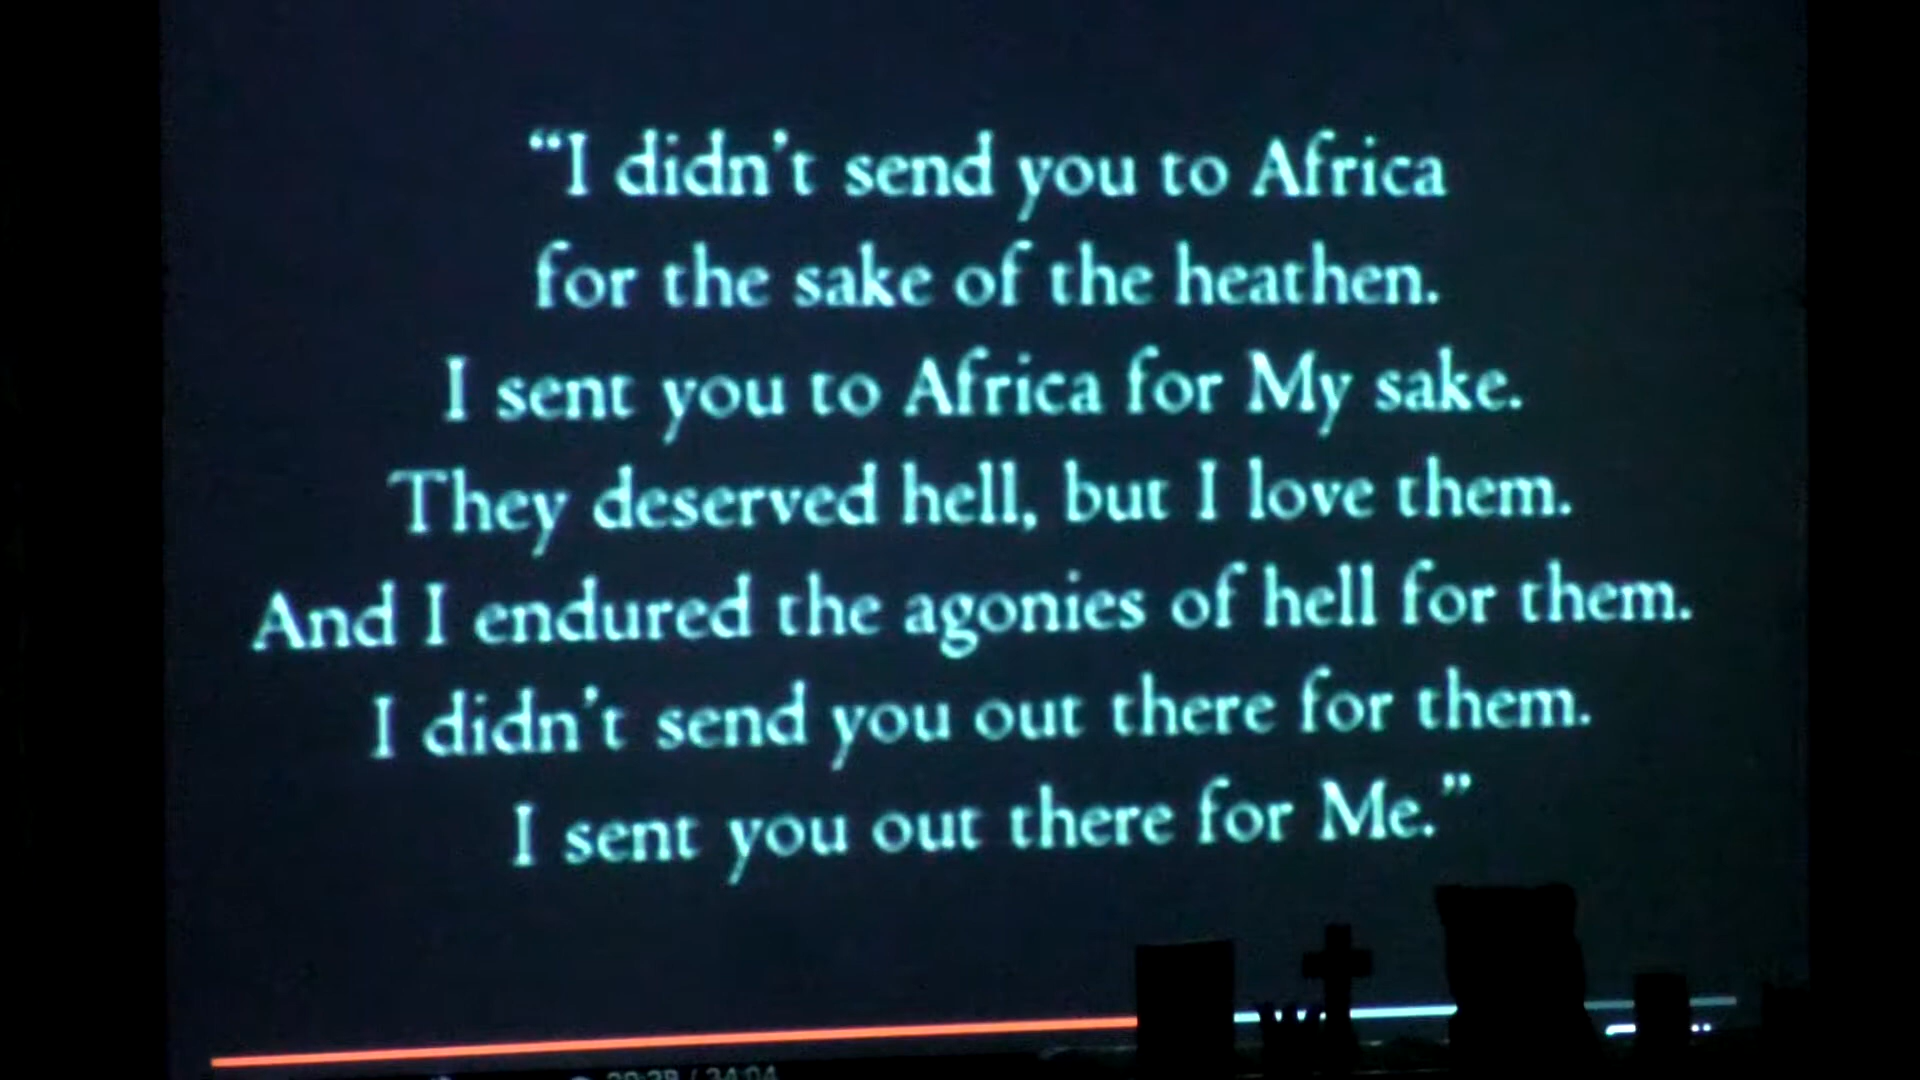 “I didn't send you to Africa
for the sake of the heathen.
I sent you to Africa for My sake.
They deserved hell, but I love them.
And I endured the agonies of hell for them.
I didn't send you out there for them.
I sent you out there for Me.”
/ 34:04